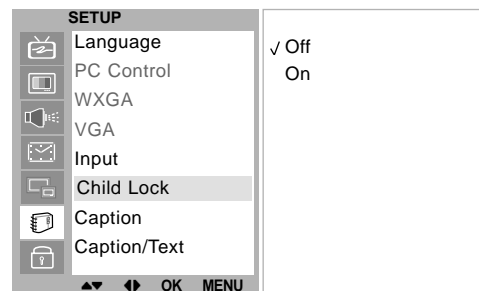 SETUP
Language
PC Control
WXGA
VGA
Input
Child Lock
Caption
Caption/Text
▲▼ ◀▶ OK MENU
√ Off
On